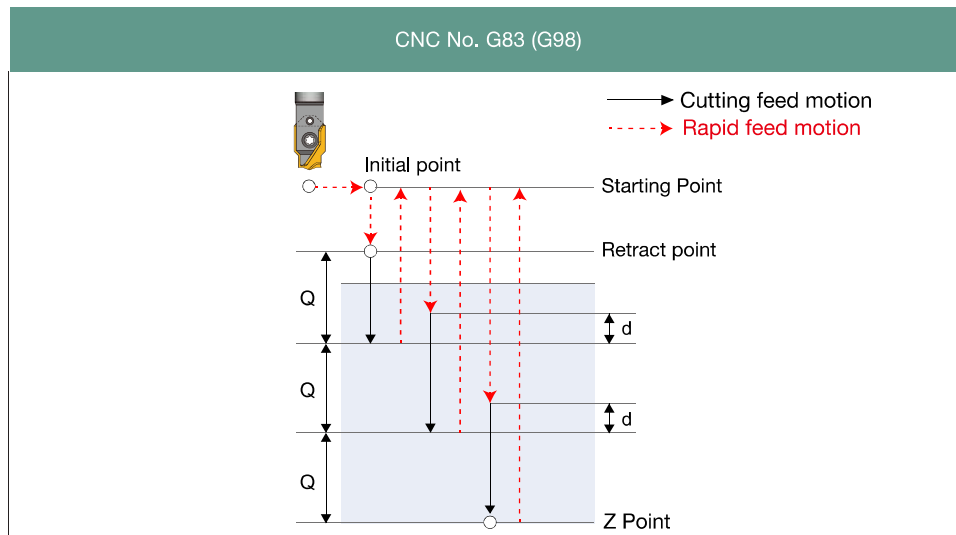 CNC No. G83 (G98)
Cutting feed motion
Rapid feed motion
Initial point
Starting Point
Retract point
Q
d
Q
d
Q
Z Point